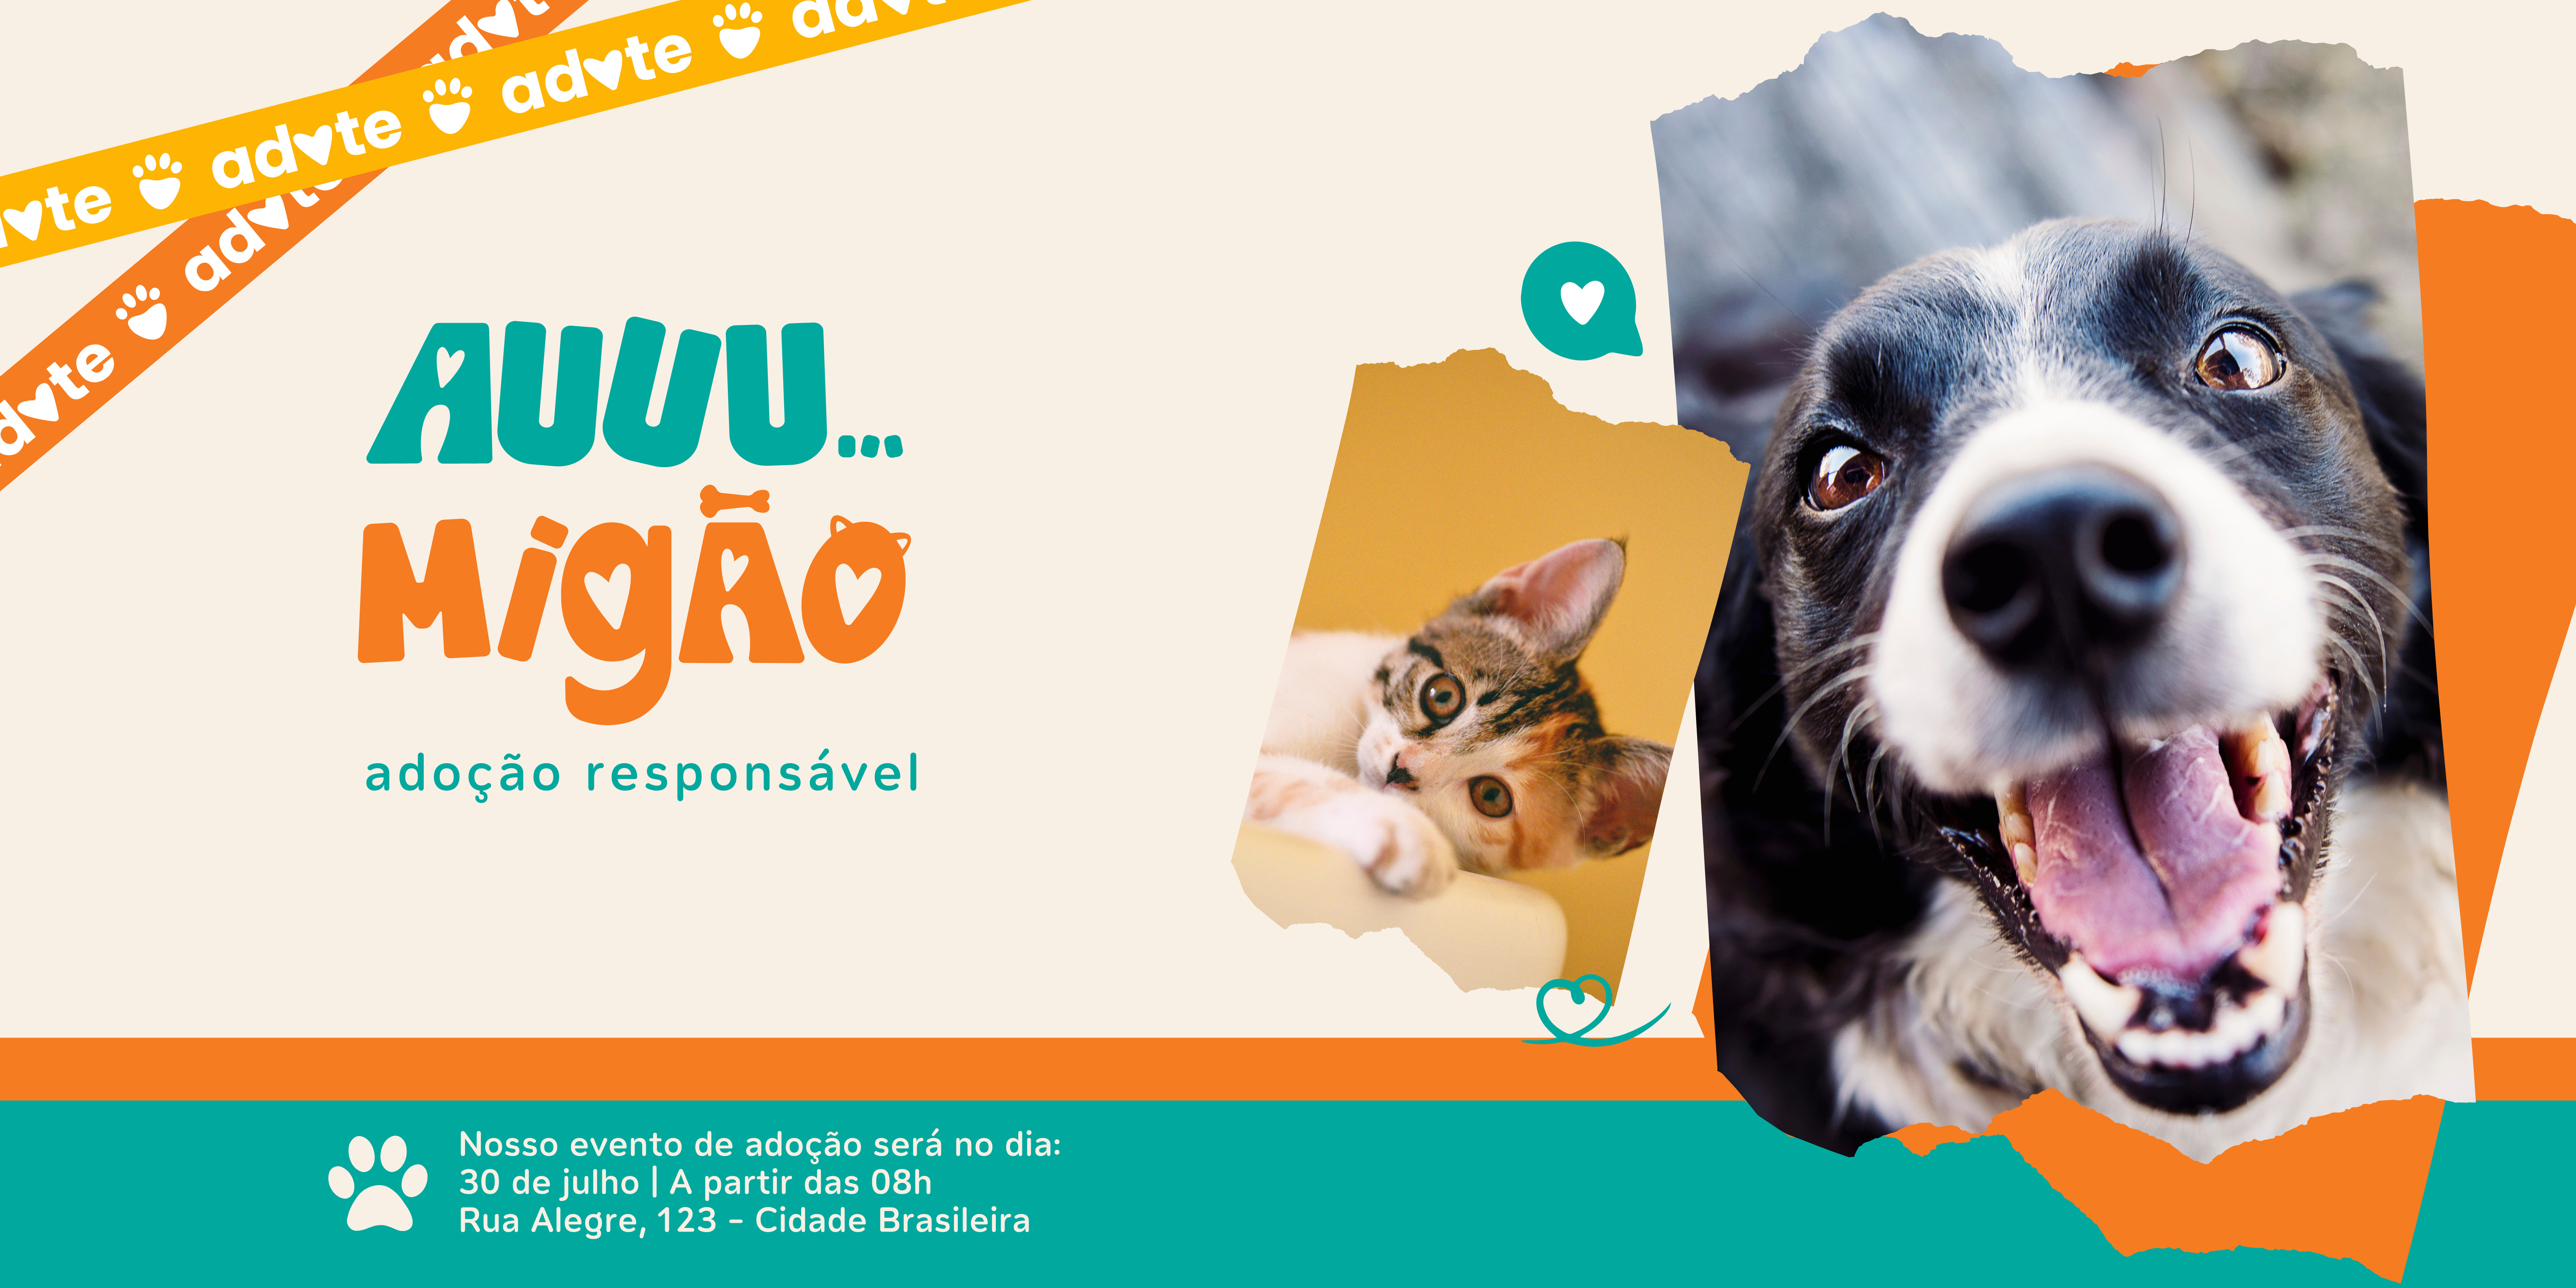 adote
adote adote
adote adote adote
adote
AUUU...
MigÃO
adoção responsável
Nosso evento de adoção será no dia:
30 de julho | A partir das 08h
Rua Alegre, 123 - Cidade Brasileira